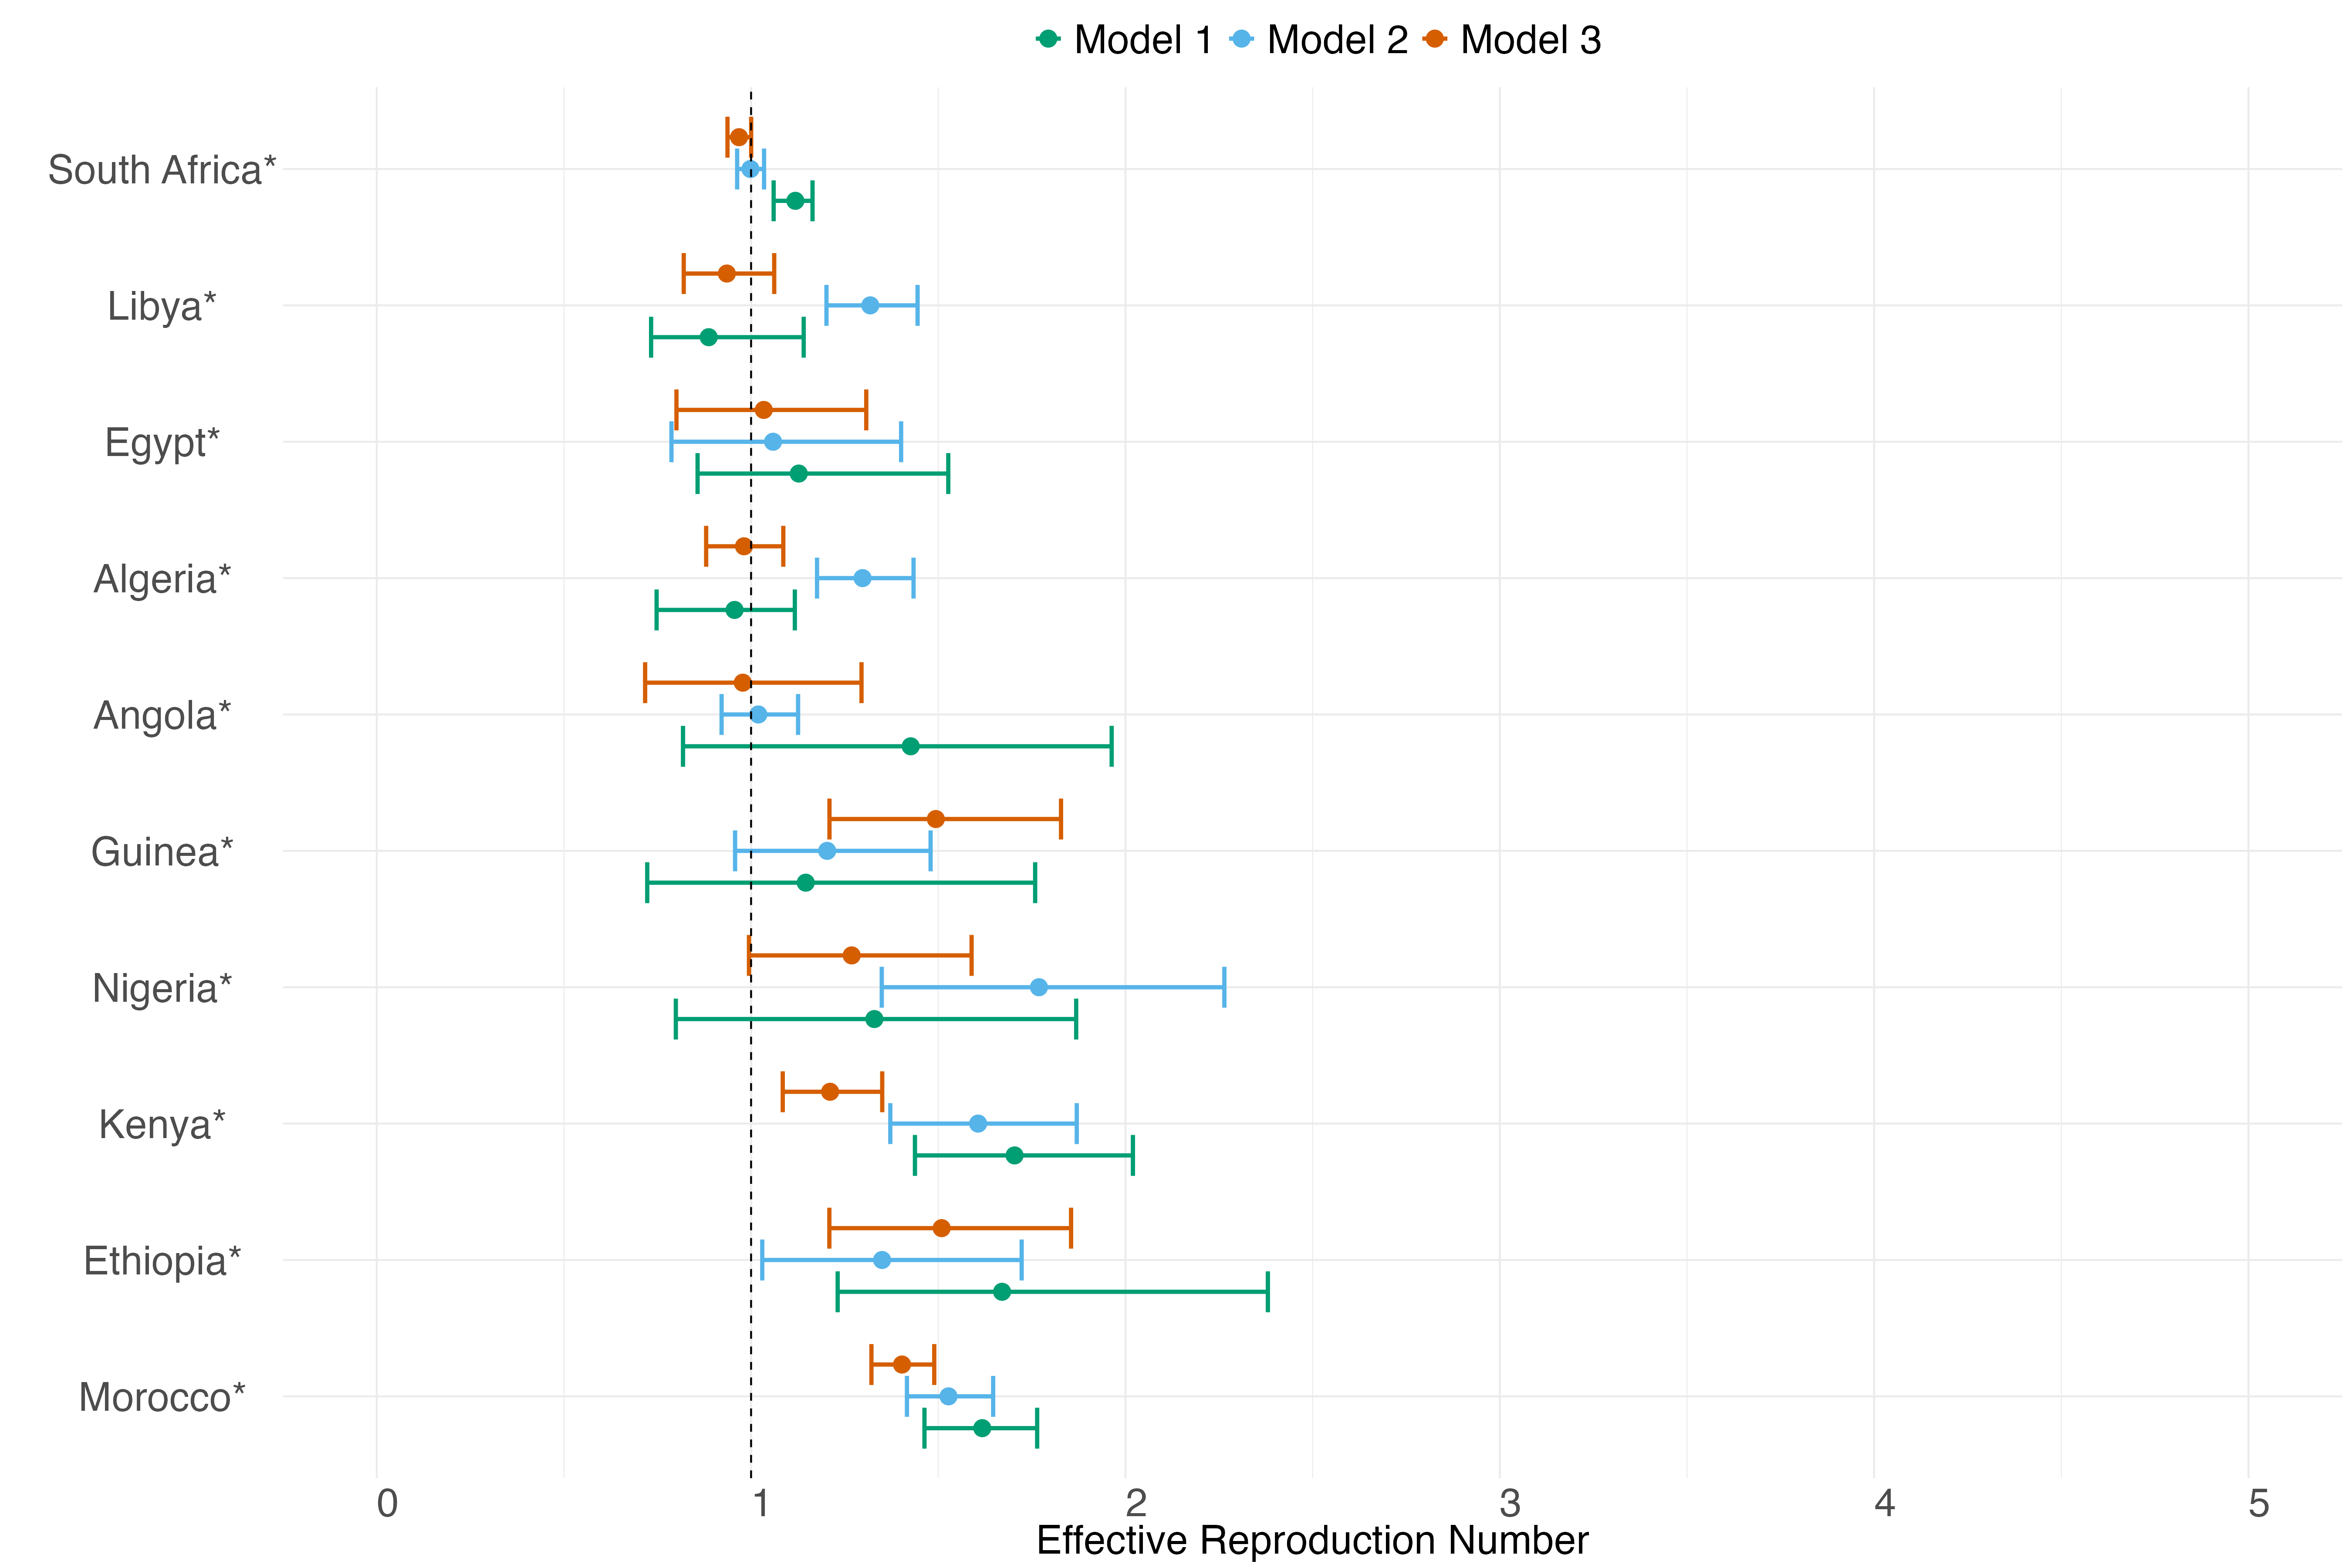 Model 1 Model 2 Model 3
South Africa*
Libya*
Egypt*
Algeria*
Angola*
Guinea*
Nigeria*
Kenya*
Ethiopia*
Morocco*
0 1 2 3 4 5
Effective Reproduction Number